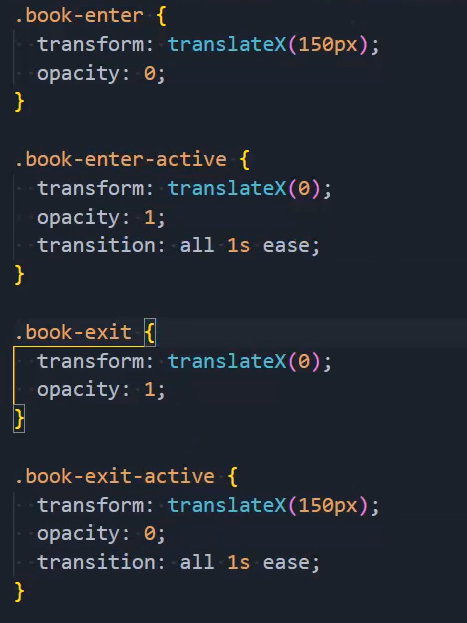 .book-enter {
  transform: translateX(150px);
  opacity: 0;
}

.book-enter-active {
  transform: translateX(0);
  opacity: 1;
  transition: all 1s ease;
}

.book-exit {
  transform: translateX(0);
  opacity: 1;
}

.book-exit-active {
  transform: translateX(150px);
  opacity: 0;
  transition: all 1s ease;
}